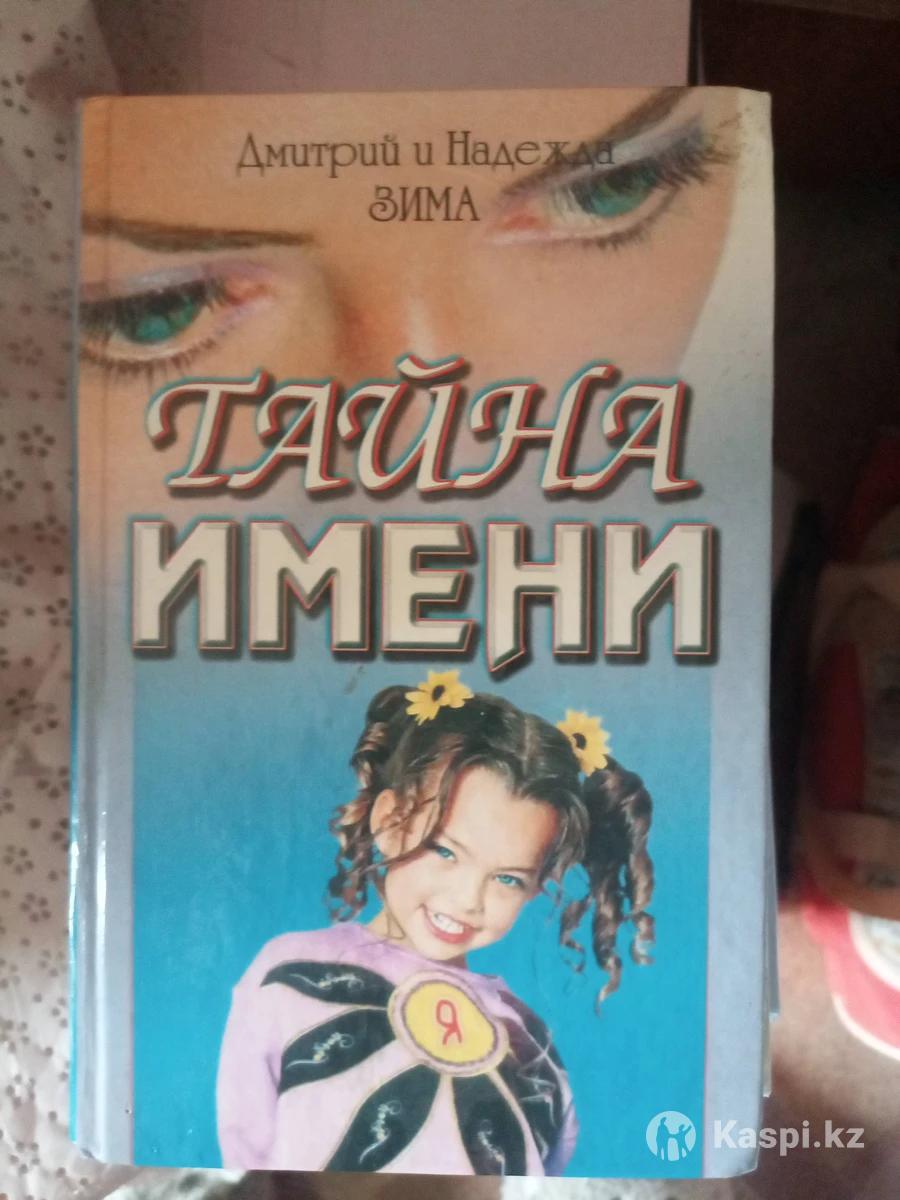 Дмитрий и Надежда
ЗИМА
ТАЙНА
ИМЕНИ
Я
Kaspi.kz